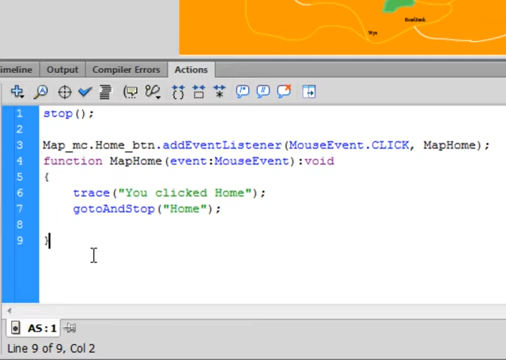 Roadbank
Wye
imeline Output Compiler Errors Actions
1 stop();
2
3 Map_mc.Home_btn.addEventListener(MouseEvent.CLICK, MapHome);
4 function MapHome(event:MouseEvent):void
5 {
6 trace("You clicked Home");
7 gotoAndStop("Home");
8
9 }
AS:1
Line 9 of 9, Col 2